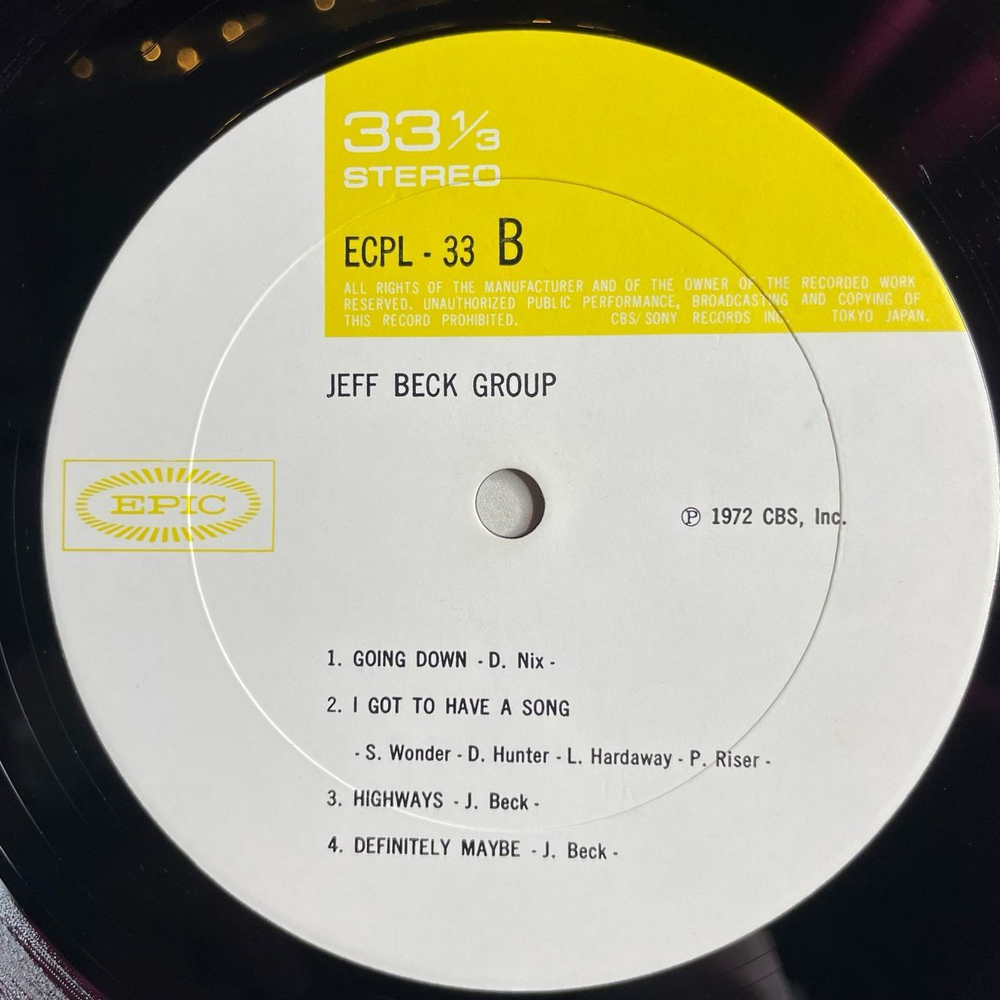 33 1/3
STEREO
ECPL - 33 B
ALL RIGHTS OF THE MANUFACTURER AND OF THE OWNER OF THE RECORDED WORK
RESERVED. UNAUTHORIZED PUBLIC PERFORMANCE, BROADCASTING AND COPYING OF
THIS RECORD PROHIBITED. CBS/SONY RECORDS INC. TOKYO JAPAN.
JEFF BECK GROUP
EPIC
℗ 1972 CBS, Inc.
1. GOING DOWN - D. Nix -
2. I GOT TO HAVE A SONG
- S. Wonder - D. Hunter - L. Hardaway - P. Riser -
3. HIGHWAYS - J. Beck -
4. DEFINITELY MAYBE - J. Beck -